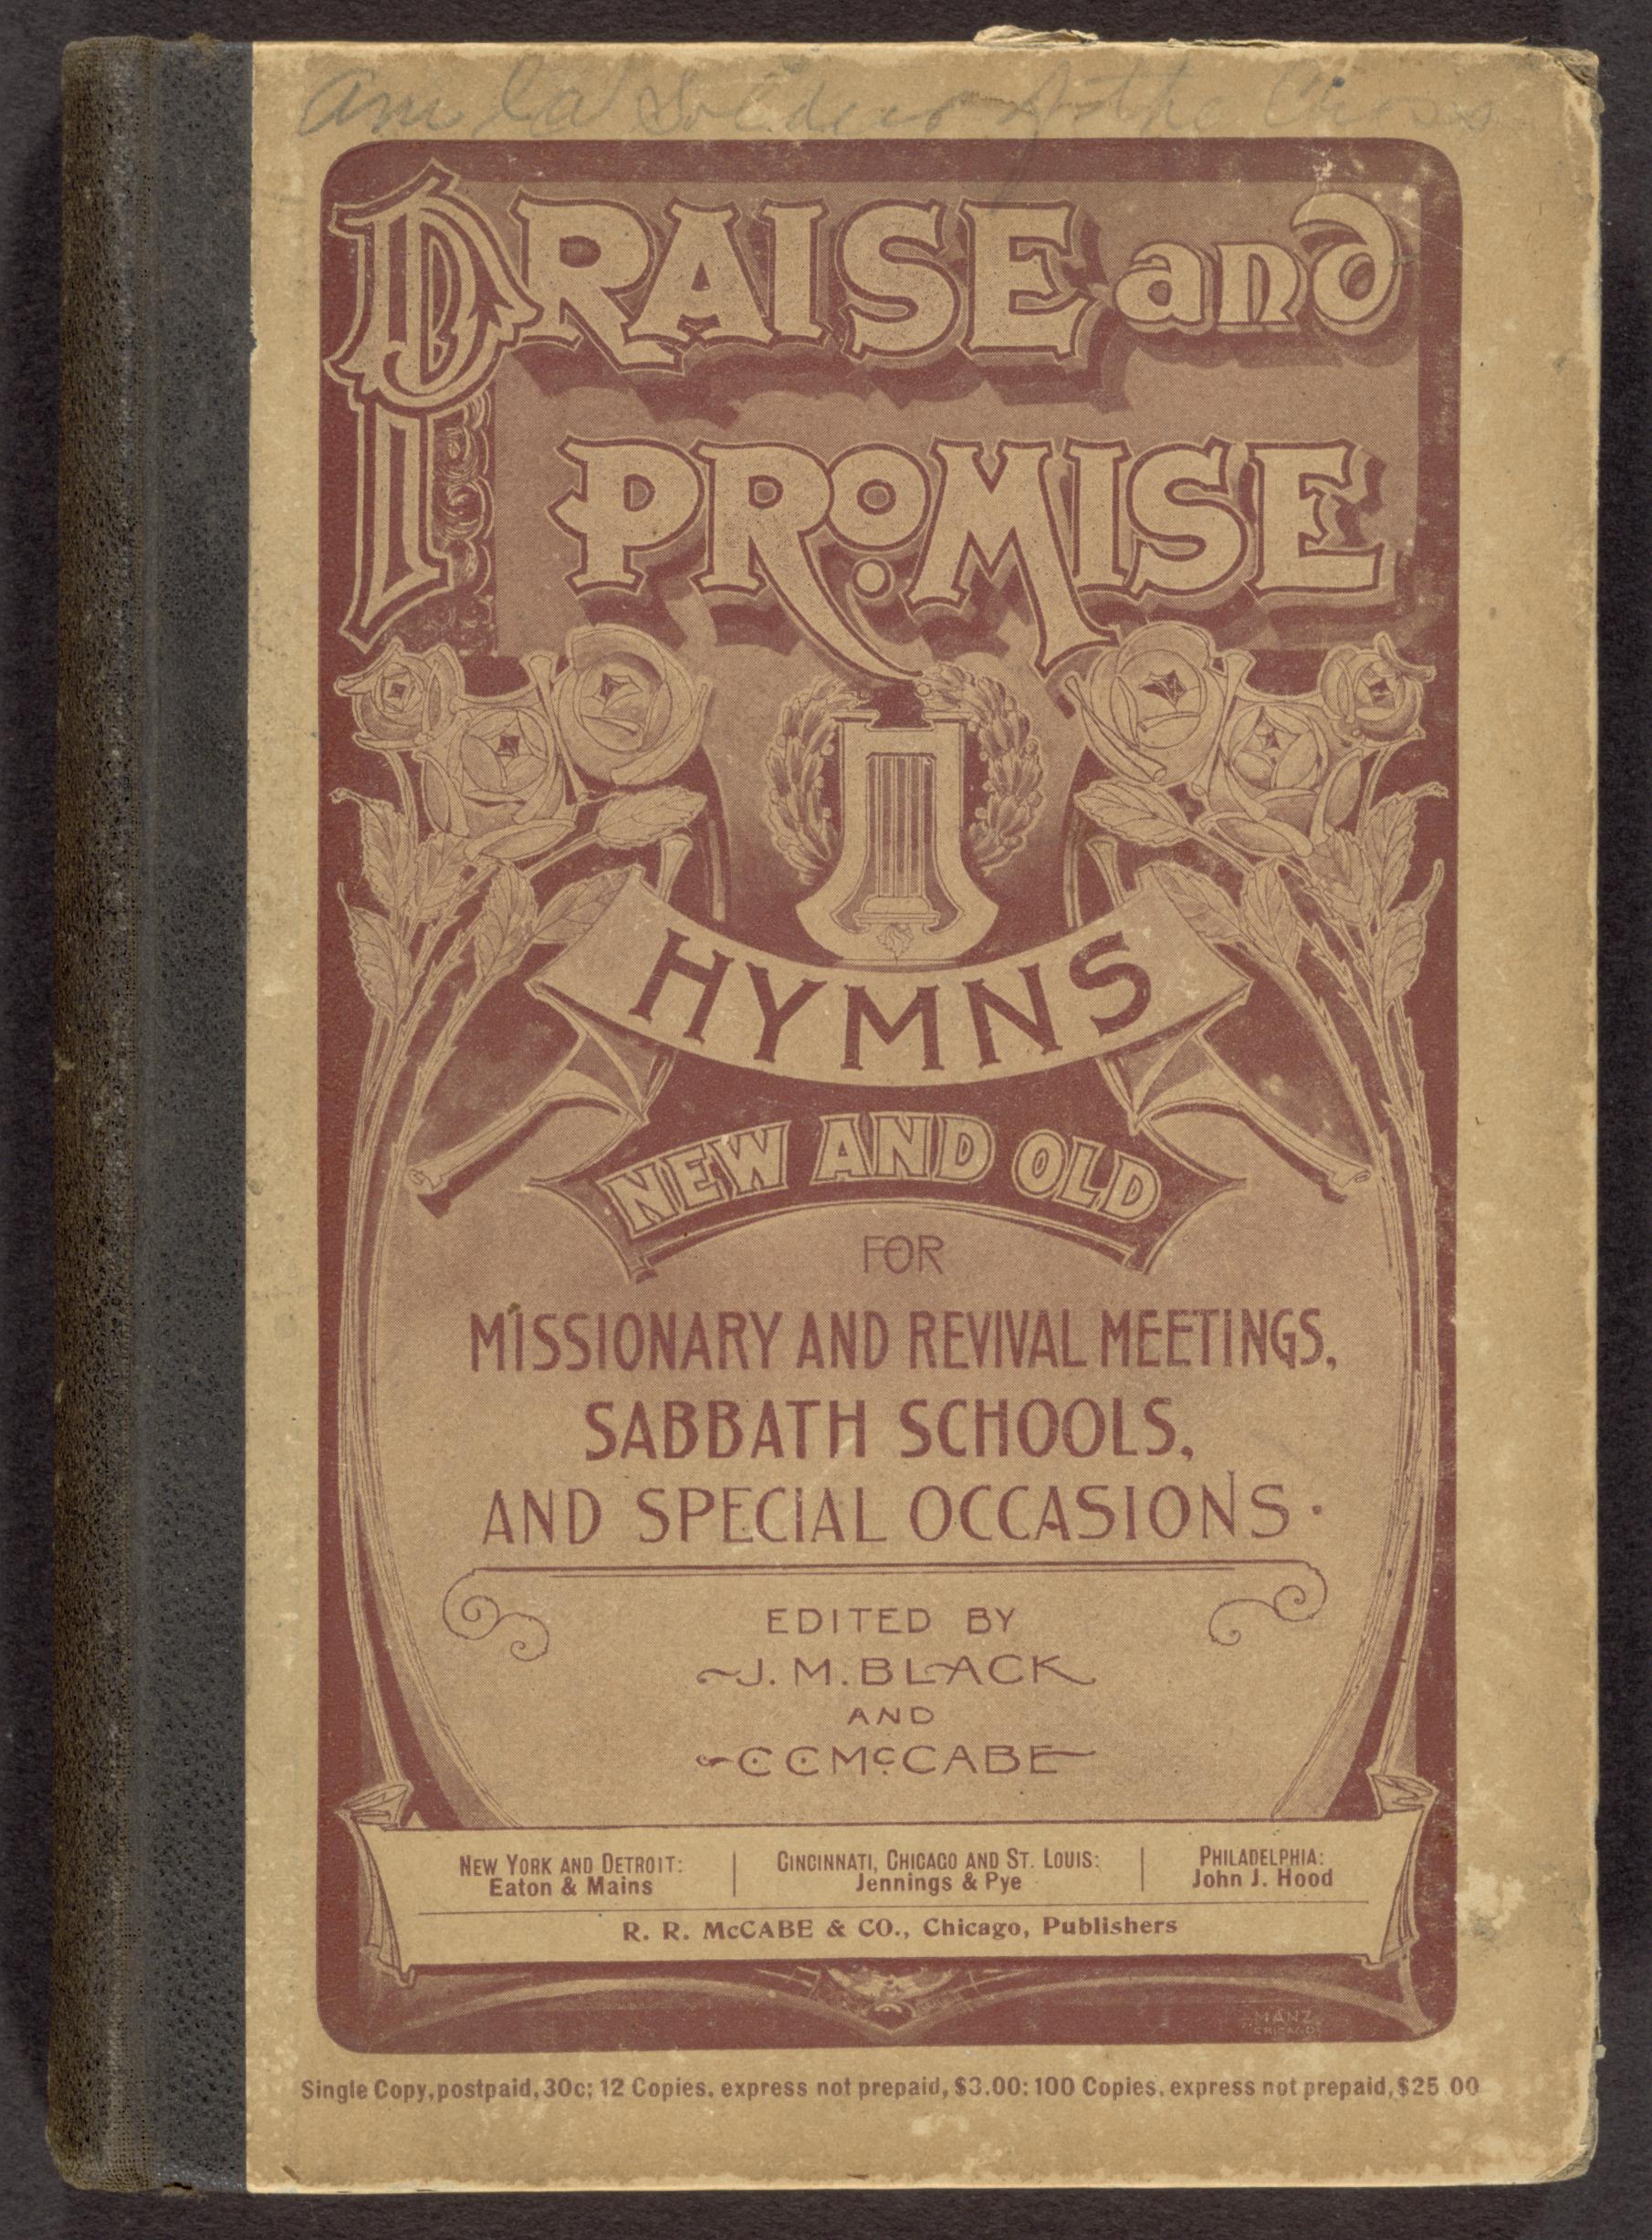 am I a Soldier of the Cross
PRAISE and
PROMISE
HYMNS
NEW AND OLD
FOR
MISSIONARY AND REVIVAL MEETINGS,
SABBATH SCHOOLS,
AND SPECIAL OCCASIONS.
EDITED BY
J. M. BLACK
AND
C C McCABE
NEW YORK AND DETROIT: | CINCINNATI, CHICAGO AND ST. LOUIS: | PHILADELPHIA:
Eaton & Mains | Jennings & Pye | John J. Hood
R. R. McCABE & CO., Chicago, Publishers
MANZ
CHICAGO
Single Copy, postpaid, 30c; 12 Copies, express not prepaid, $3.00: 100 Copies, express not prepaid, $25 00